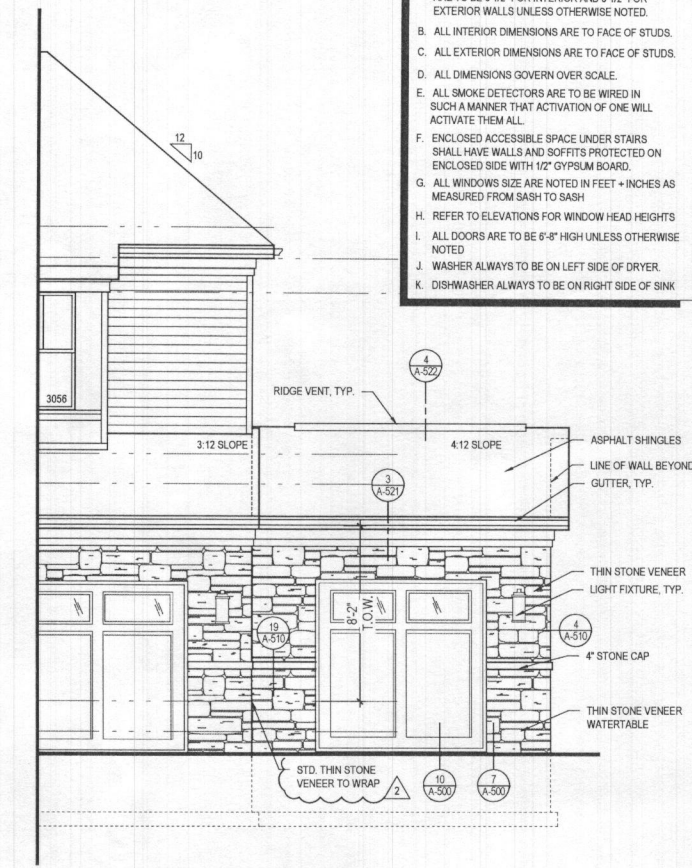 EXTERIOR WALLS UNLESS OTHERWISE NOTED.
B. ALL INTERIOR DIMENSIONS ARE TO FACE OF STUDS.
C. ALL EXTERIOR DIMENSIONS ARE TO FACE OF STUDS.
D. ALL DIMENSIONS GOVERN OVER SCALE.
E. ALL SMOKE DETECTORS ARE TO BE WIRED IN
SUCH A MANNER THAT ACTIVATION OF ONE WILL
ACTIVATE THEM ALL.
F. ENCLOSED ACCESSIBLE SPACE UNDER STAIRS
SHALL HAVE WALLS AND SOFFITS PROTECTED ON
ENCLOSED SIDE WITH 1/2" GYPSUM BOARD.
G. ALL WINDOWS SIZE ARE NOTED IN FEET + INCHES AS
MEASURED FROM SASH TO SASH
H. REFER TO ELEVATIONS FOR WINDOW HEAD HEIGHTS
I. ALL DOORS ARE TO BE 6'-8" HIGH UNLESS OTHERWISE
NOTED
J. WASHER ALWAYS TO BE ON LEFT SIDE OF DRYER.
K. DISHWASHER ALWAYS TO BE ON RIGHT SIDE OF SINK
12
10
3056
4
A-522
RIDGE VENT, TYP.
3:12 SLOPE
4:12 SLOPE
ASPHALT SHINGLES
LINE OF WALL BEYOND
GUTTER, TYP.
3
A-521
THIN STONE VENEER
LIGHT FIXTURE, TYP.
8'-2"
T.O.W.
19
A-510
4
A-510
4" STONE CAP
THIN STONE VENEER
WATERTABLE
STD. THIN STONE
VENEER TO WRAP
2
10
A-500
7
A-500